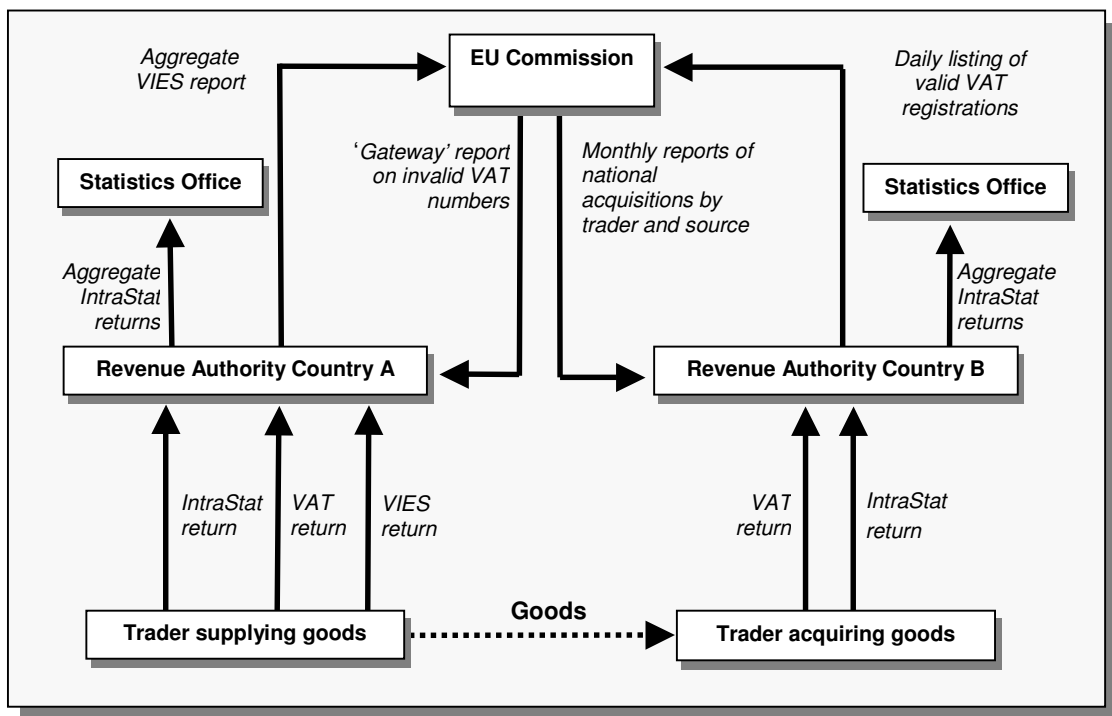 Aggregate
VIES report
EU Commission
Daily listing of
valid VAT
registrations
'Gateway' report
on invalid VAT
numbers
Monthly reports of
national
acquisitions by
trader and source
Statistics Office
Statistics Office
Aggregate
IntraStat
returns
Aggregate
IntraStat
returns
Revenue Authority Country A
Revenue Authority Country B
IntraStat
return
VAT
return
VIES
return
VAT
return
IntraStat
return
Goods
Trader supplying goods
Trader acquiring goods